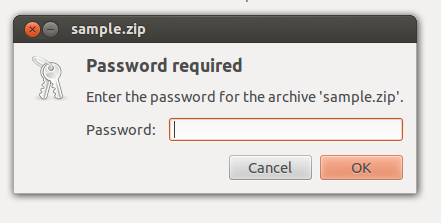 sample.zip
Password required
Enter the password for the archive 'sample.zip'.
Password:
Cancel
OK